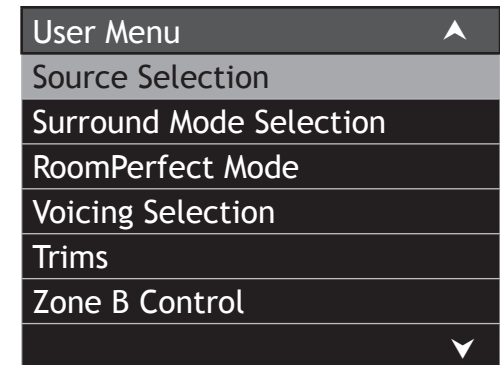 User Menu
Source Selection
Surround Mode Selection
RoomPerfect Mode
Voicing Selection
Trims
Zone B Control